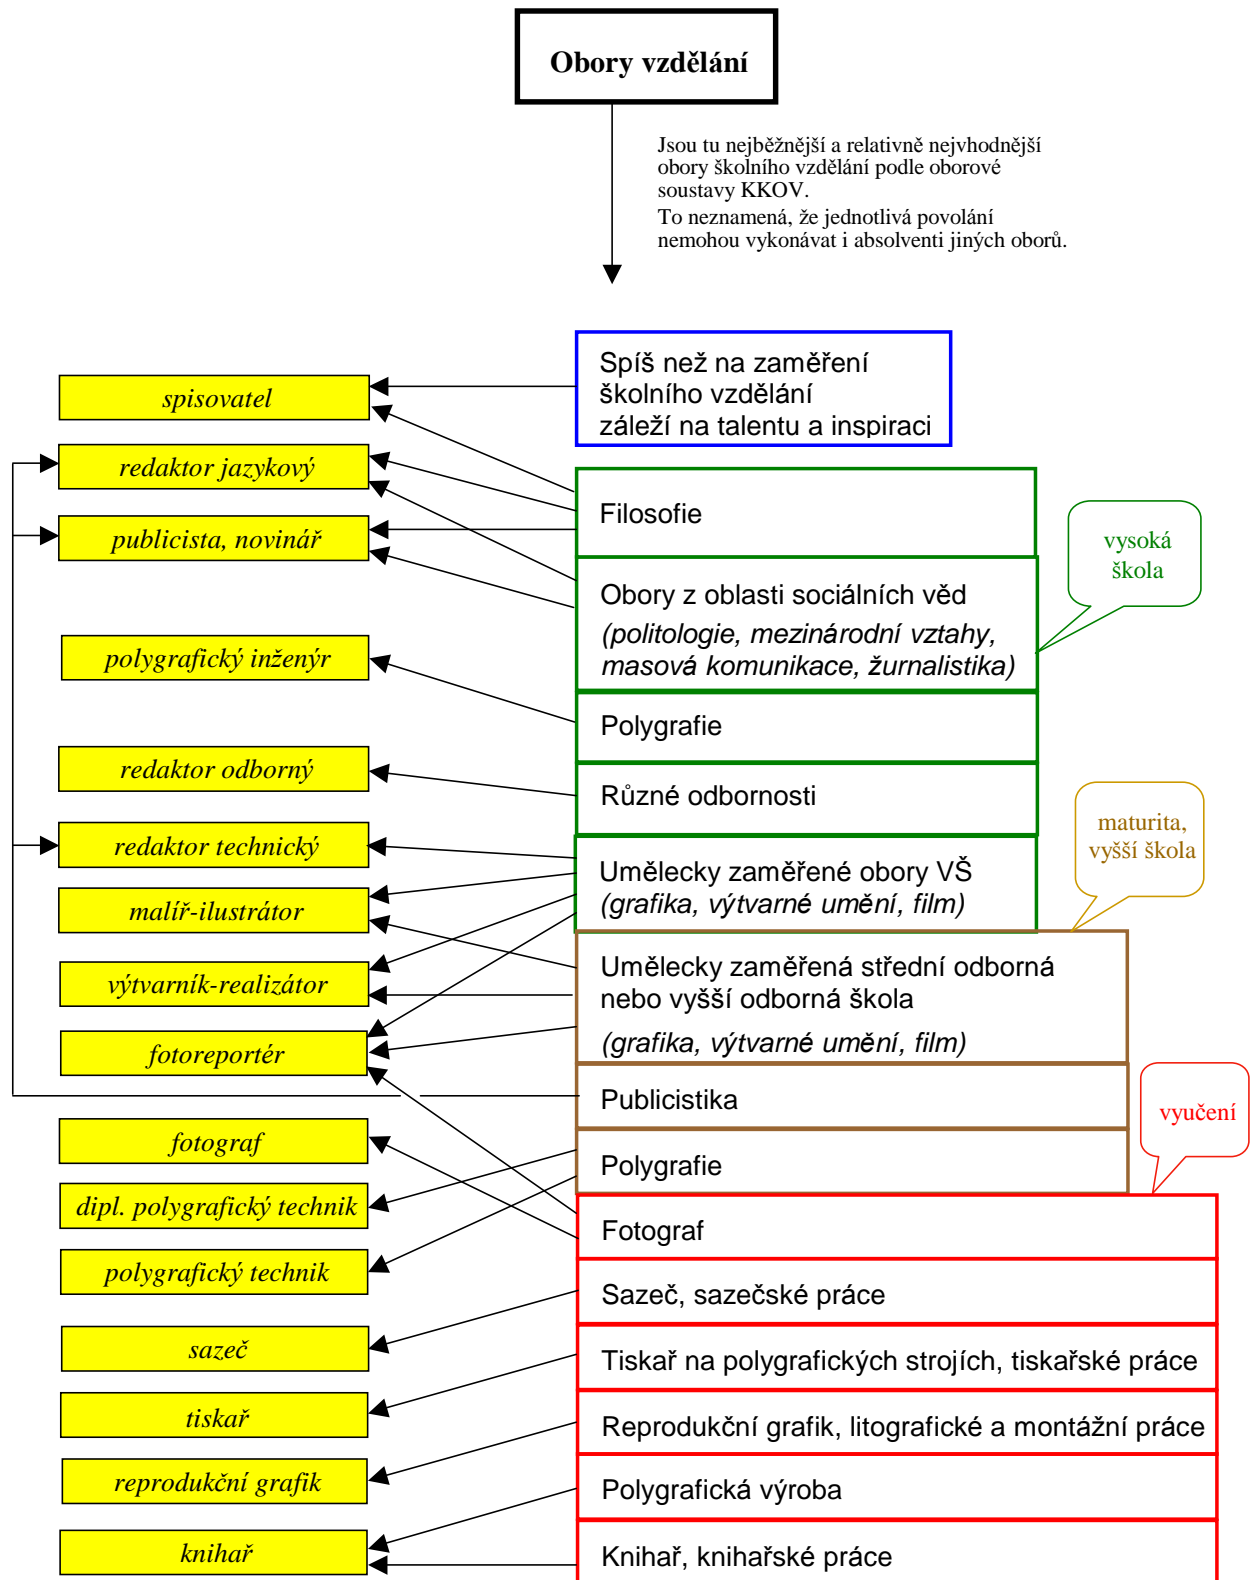 Obory vzdělání
Jsou tu nejběžnější a relativně nejvhodnější
obory školního vzdělání podle oborové
soustavy KKOV.
To neznamená, že jednotlivá povolání
nemohou vykonávat i absolventi jiných oborů.
Spíš než na zaměření
školního vzdělání
záleží na talentu a inspiraci
spisovatel
redaktor jazykový
publicista, novinář
polygrafický inženýr
redaktor odborný
redaktor technický
malíř-ilustrátor
výtvarník-realizátor
fotoreportér
fotograf
dipl. polygrafický technik
polygrafický technik
sazeč
tiskař
reprodukční grafik
knihař
Filosofie
Obory z oblasti sociálních věd
(politologie, mezinárodní vztahy,
masová komunikace, žurnalistika)
Polygrafie
Různé odbornosti
Umělecky zaměřené obory VŠ
(grafika, výtvarné umění, film)
Umělecky zaměřená střední odborná
nebo vyšší odborná škola
(grafika, výtvarné umění, film)
Publicistika
Polygrafie
Fotograf
Sazeč, sazečské práce
Tiskař na polygrafických strojích, tiskařské práce
Reprodukční grafik, litografické a montážní práce
Polygrafická výroba
Knihař, knihařské práce
vysoká
škola
maturita,
vyšší škola
vyučení